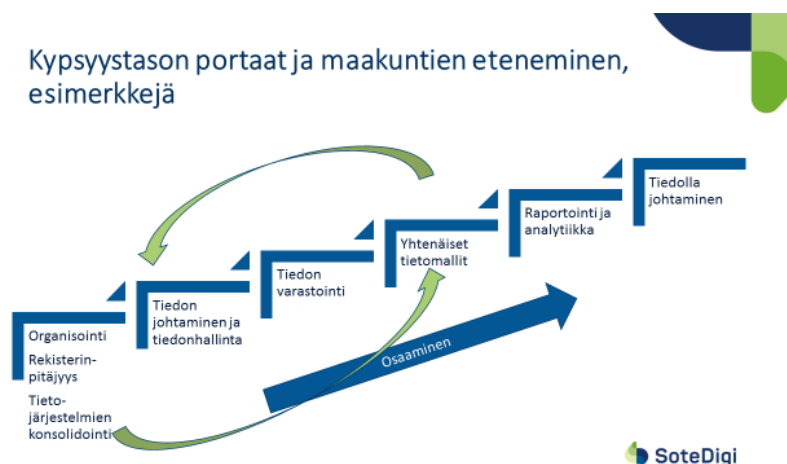 Kypsyystason portaat ja maakuntien eteneminen,
esimerkkejä
Organisointi
Rekisterin-
pitäjyys
Tieto-
järjestelmien
konsolidointi
Tiedon
johtaminen ja
tiedonhallinta
Tiedon
varastointi
Yhtenäiset
tietomallit
Raportointi ja
analytiikka
Tiedolla
johtaminen
Osaaminen
SoteDigi